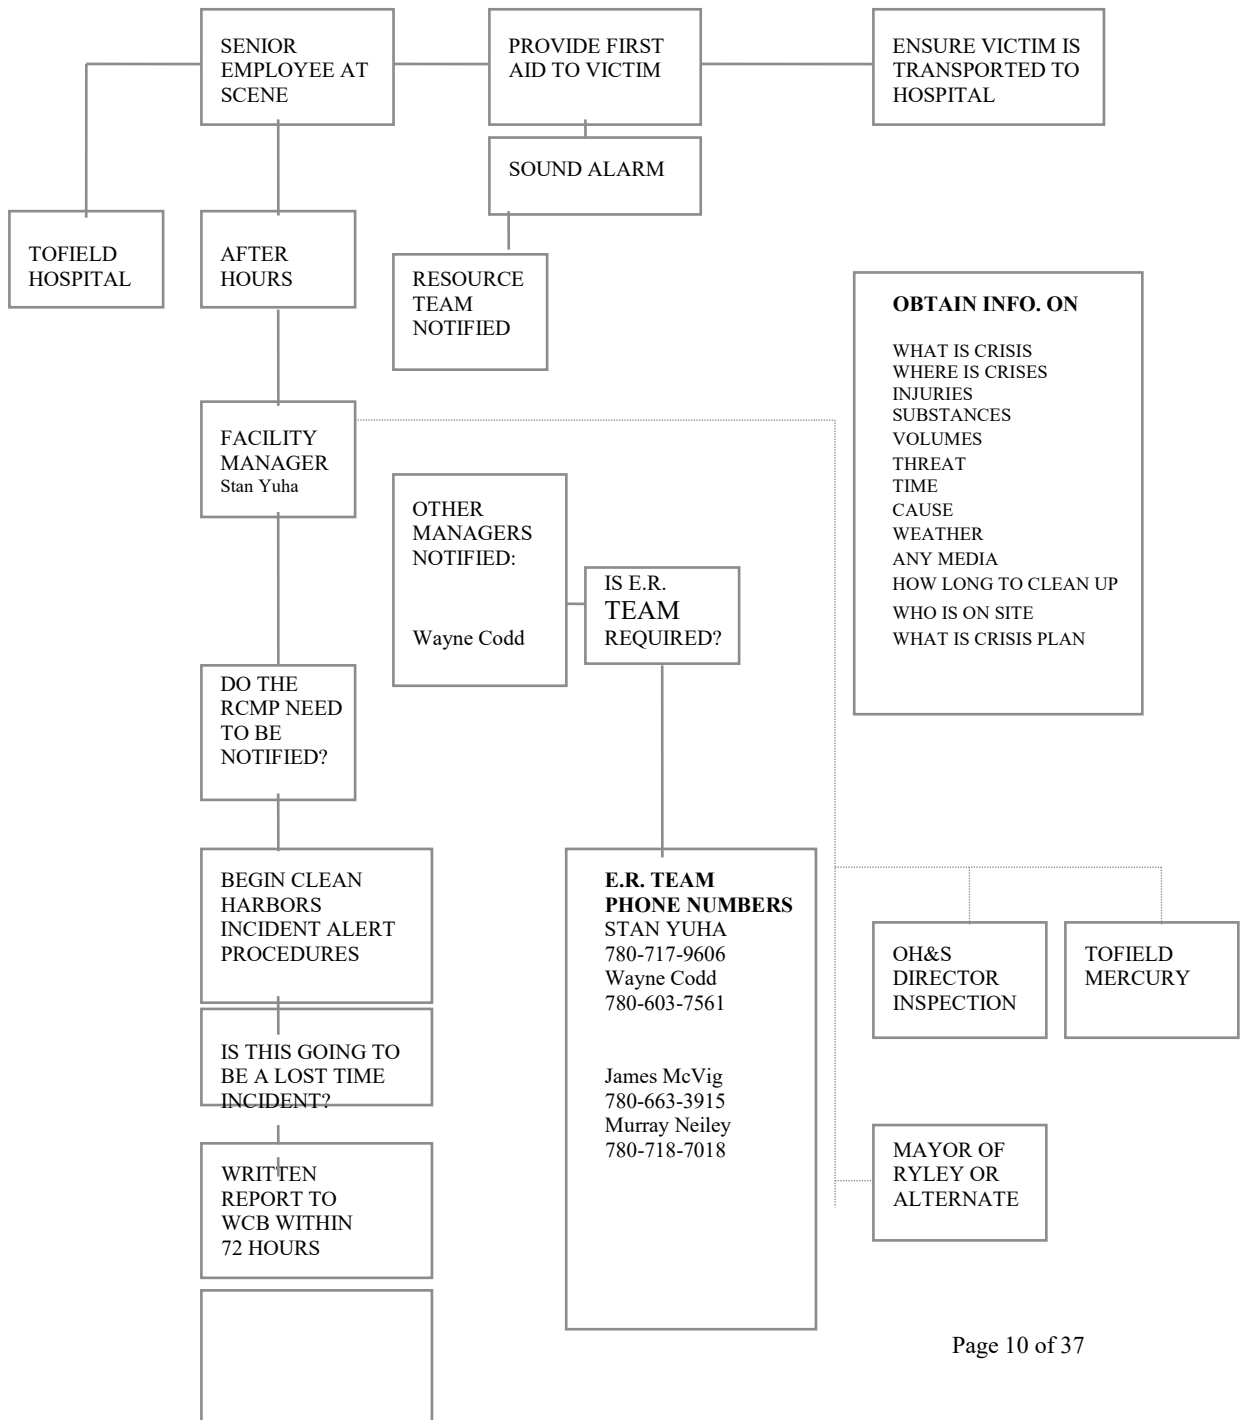 SENIOR
EMPLOYEE AT
SCENE
PROVIDE FIRST
AID TO VICTIM
ENSURE VICTIM IS
TRANSPORTED TO
HOSPITAL
SOUND ALARM
TOFIELD
HOSPITAL
AFTER
HOURS
RESOURCE
TEAM
NOTIFIED
OBTAIN INFO. ON
WHAT IS CRISIS
WHERE IS CRISES
INJURIES
SUBSTANCES
VOLUMES
THREAT
TIME
CAUSE
WEATHER
ANY MEDIA
HOW LONG TO CLEAN UP
WHO IS ON SITE
WHAT IS CRISIS PLAN
FACILITY
MANAGER
Stan Yuha
OTHER
MANAGERS
NOTIFIED:
Wayne Codd
IS E.R.
TEAM
REQUIRED?
DO THE
RCMP NEED
TO BE
NOTIFIED?
BEGIN CLEAN
HARBORS
INCIDENT ALERT
PROCEDURES
E.R. TEAM
PHONE NUMBERS
STAN YUHA
780-717-9606
Wayne Codd
780-603-7561
James McVig
780-663-3915
Murray Neiley
780-718-7018
OH&S
DIRECTOR
INSPECTION
TOFIELD
MERCURY
IS THIS GOING TO
BE A LOST TIME
INCIDENT?
WRITTEN
REPORT TO
WCB WITHIN
72 HOURS
MAYOR OF
RYLEY OR
ALTERNATE
Page 10 of 37